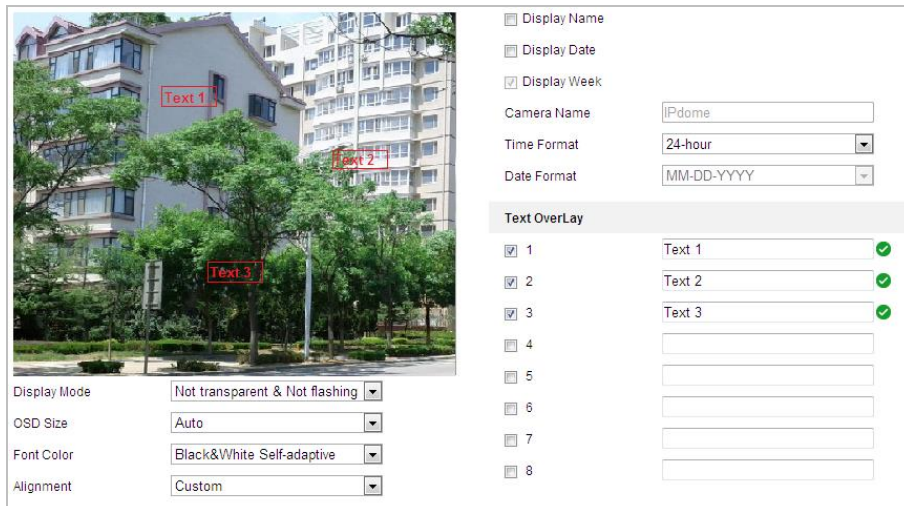 Text 1
Text 2
Text 3
Display Mode Not transparent & Not flashing
OSD Size Auto
Font Color Black&White Self-adaptive
Alignment Custom
Display Name
Display Date
Display Week
Camera Name IPdome
Time Format 24-hour
Date Format MM-DD-YYYY
Text OverLay
1 Text 1
2 Text 2
3 Text 3
4
5
6
7
8